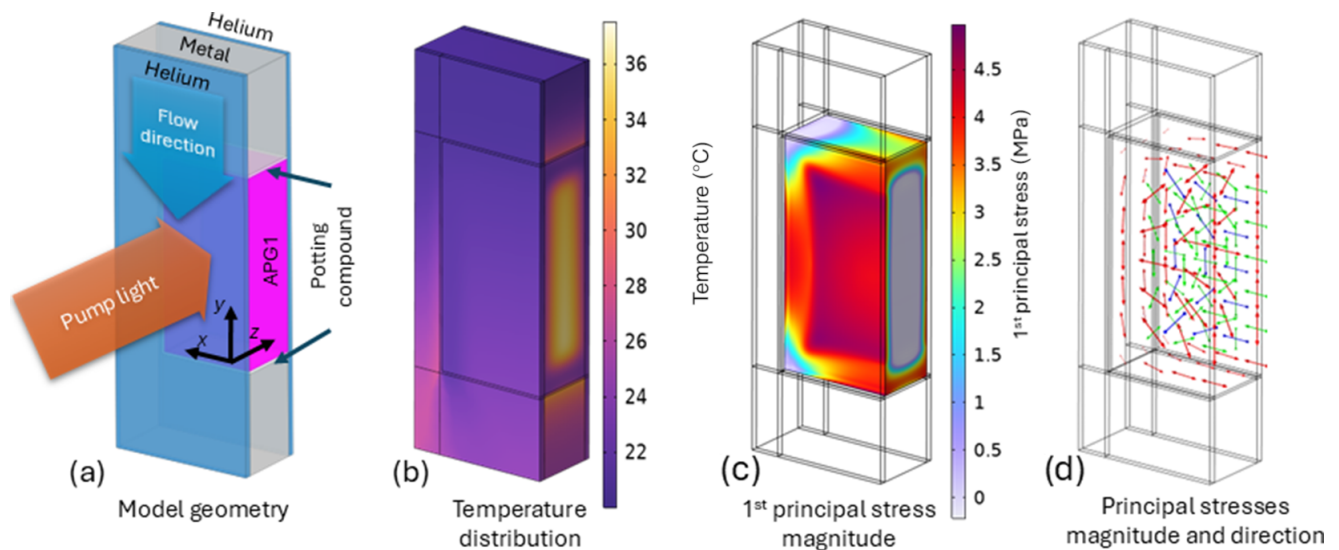 Helium
Metal
Helium
Flow
direction
Pump light
APG1
Potting
compound
y
x
z
(a)
Model geometry
36
34
32
30
28
26
24
22
Temperature (°C)
(b)
Temperature
distribution
4.5
4
3.5
3
2.5
2
1.5
1
0.5
0
1st principal stress (MPa)
(c)
1st principal stress
magnitude
(d)
Principal stresses
magnitude and direction